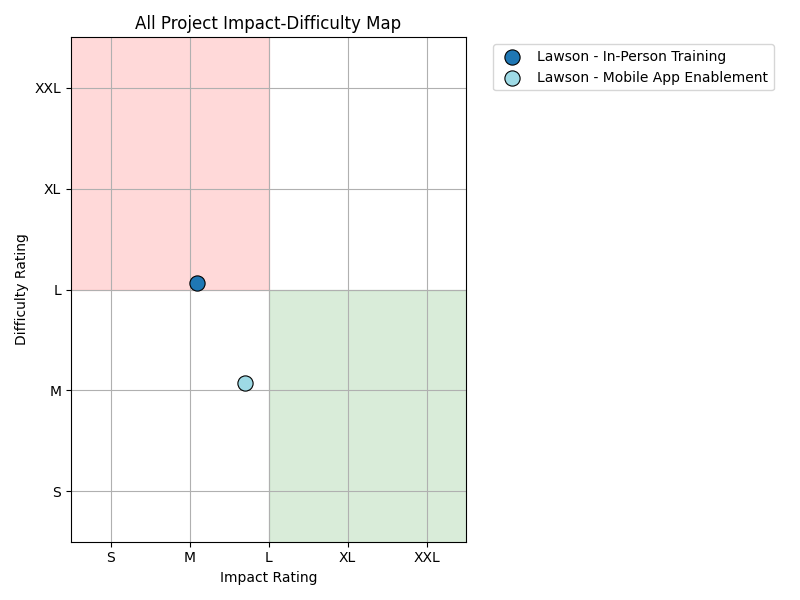 All Project Impact-Difficulty Map
Lawson - In-Person Training
Lawson - Mobile App Enablement
Difficulty Rating
XXL
XL
L
M
S
S M L XL XXL
Impact Rating